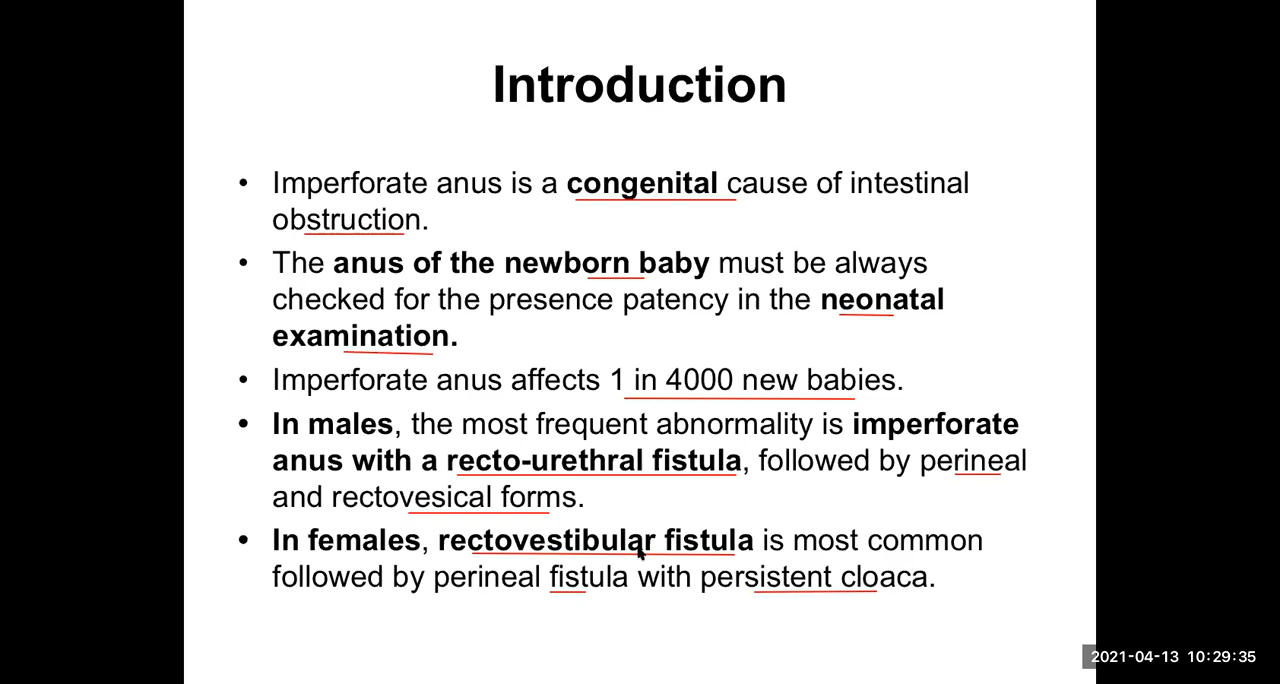 Introduction
• Imperforate anus is a congenital cause of intestinal
obstruction.
• The anus of the newborn baby must be always
checked for the presence patency in the neonatal
examination.
• Imperforate anus affects 1 in 4000 new babies.
• In males, the most frequent abnormality is imperforate
anus with a recto-urethral fistula, followed by perineal
and rectovesical forms.
• In females, rectovestibular fistula is most common
followed by perineal fistula with persistent cloaca.
2021-04-13 10:29:35